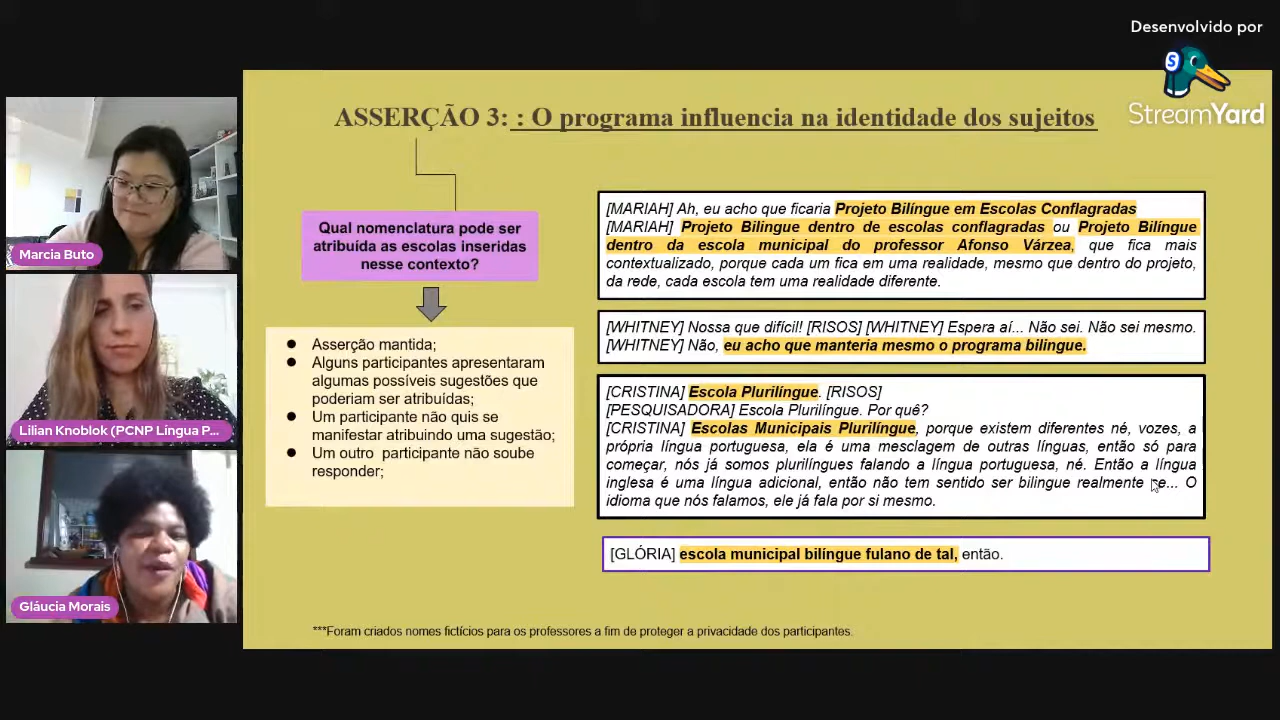 Desenvolvido por
StreamYard
ASSERÇÃO 3: : O programa influencia na identidade dos sujeitos
Qual nomenclatura pode ser
atribuída as escolas inseridas
nesse contexto?
● Asserção mantida;
● Alguns participantes apresentaram
algumas possíveis sugestões que
poderiam ser atribuídas;
● Um participante não quis se
manifestar atribuindo uma sugestão;
● Um outro participante não soube
responder;
[MARIAH] Ah, eu acho que ficaria Projeto Bilíngue em Escolas Conflagradas
[MARIAH] Projeto Bilingue dentro de escolas conflagradas ou Projeto Bilíngue
dentro da escola municipal do professor Afonso Várzea, que fica mais
contextualizado, porque cada um fica em uma realidade, mesmo que dentro do projeto,
da rede, cada escola tem uma realidade diferente.
[WHITNEY] Nossa que difícil! [RISOS] [WHITNEY] Espera aí... Não sei. Não sei mesmo.
[WHITNEY] Não, eu acho que manteria mesmo o programa bilingue.
[CRISTINA] Escola Plurilíngue. [RISOS]
[PESQUISADORA] Escola Plurilíngue. Por quê?
[CRISTINA] Escolas Municipais Plurilíngue, porque existem diferentes né, vozes, a
própria língua portuguesa, ela é uma mesclagem de outras línguas, então só para
começar, nós já somos plurilíngues falando a língua portuguesa, né. Então a língua
inglesa é uma língua adicional, então não tem sentido ser bilingue realmente se... O
idioma que nós falamos, ele já fala por si mesmo.
[GLÓRIA] escola municipal bilíngue fulano de tal, então.
***Foram criados nomes fictícios para os professores a fim de proteger a privacidade dos participantes.
Marcia Buto
Lilian Knoblok (PCNP Lingua P...
Gláucia Morais